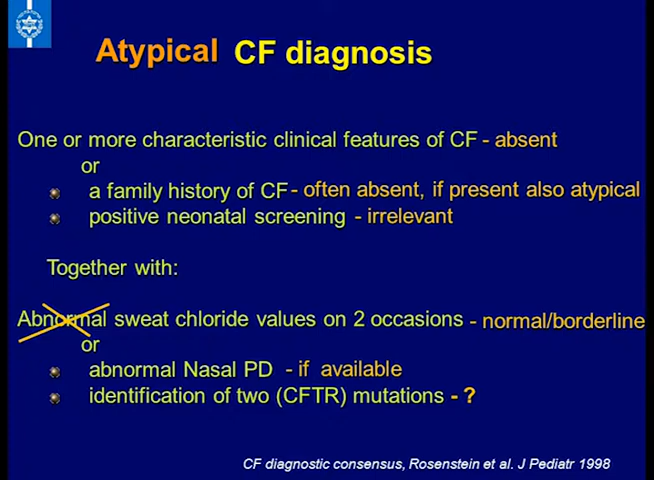 Atypical CF diagnosis
One or more characteristic clinical features of CF - absent
or
a family history of CF - often absent, if present also atypical
positive neonatal screening - irrelevant
Together with:
Abnormal sweat chloride values on 2 occasions - normal/borderline
or
abnormal Nasal PD - if available
identification of two (CFTR) mutations - ?
CF diagnostic consensus, Rosenstein et al. J Pediatr 1998